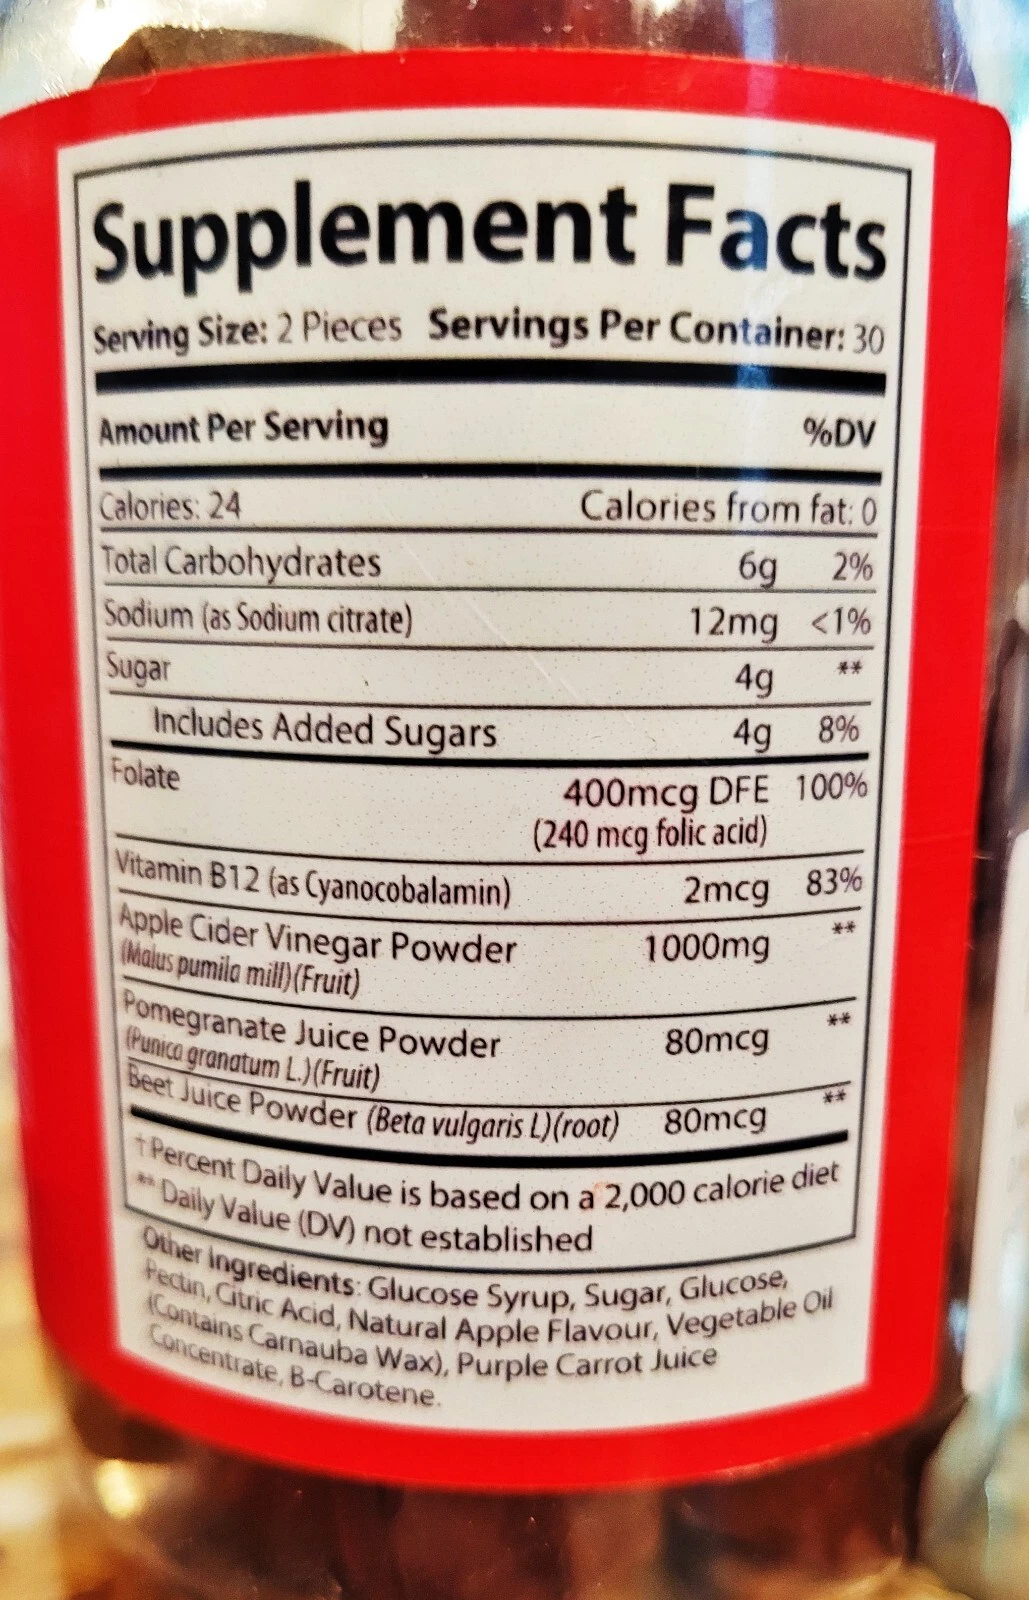 Supplement Facts
Serving Size: 2 Pieces Servings Per Container: 30
Amount Per Serving %DV
Calories: 24 Calories from fat: 0
Total Carbohydrates 6g 2%
Sodium (as Sodium citrate) 12mg <1%
Sugar 4g **
Includes Added Sugars 4g 8%
Folate 400mcg DFE 100%
(240 mcg folic acid)
Vitamin B12 (as Cyanocobalamin) 2mcg 83%
Apple Cider Vinegar Powder 1000mg **
(Malus pumila mill)(Fruit)
Pomegranate Juice Powder 80mcg **
(Punica granatum L.)(Fruit)
Beet Juice Powder (Beta vulgaris L)(root) 80mcg **
† Percent Daily Value is based on a 2,000 calorie diet
** Daily Value (DV) not established
Other Ingredients: Glucose Syrup, Sugar, Glucose,
Pectin, Citric Acid, Natural Apple Flavour, Vegetable Oil
(Contains Carnauba Wax), Purple Carrot Juice
Concentrate, B-Carotene.